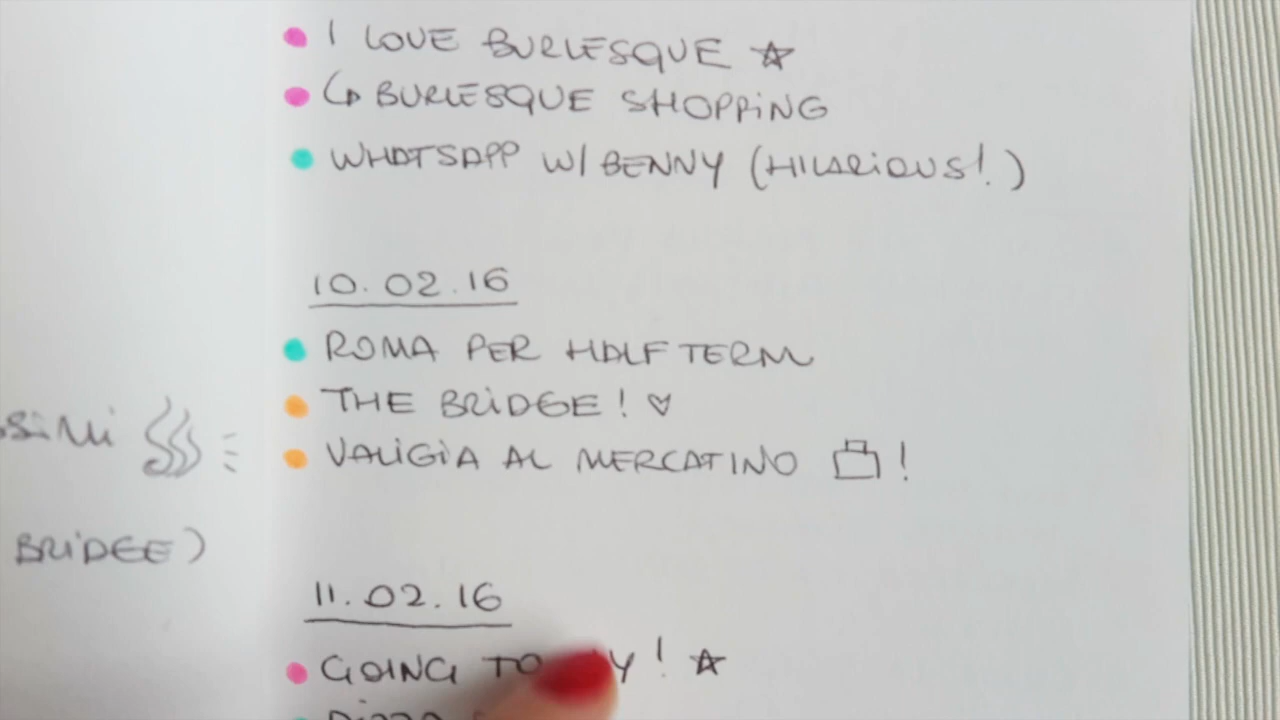 I LOVE BURLESQUE ☆
↳ BURLESQUE SHOPPING
WHATSAPP W/ BENNY (HILARIOUS!)
10.02.16
ROMA PER HALF TERM
THE BRIDGE! ♡
VALIGIA AL MERCATINO !
BRIDGE)
11.02.16
GOING TO ! ☆